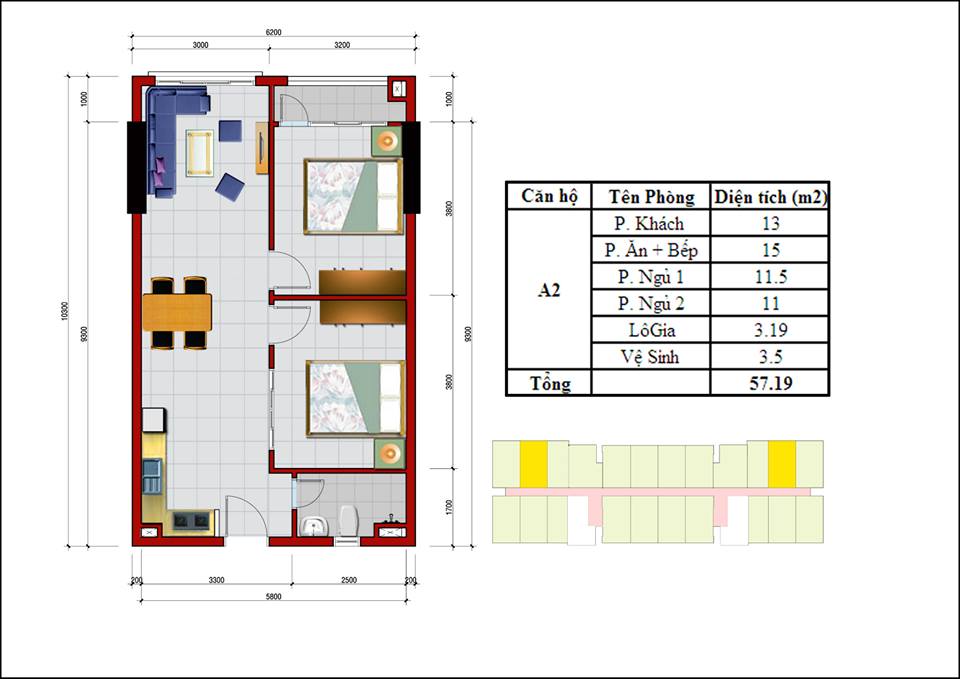 6200
3000 3200
1000 1000
3800
10300 9300 9300
3800
1700
200 3300 2500 200
5800
Căn hộ Tên Phòng Diện tích (m2)
P. Khách 13
P. Ăn + Bếp 15
P. Ngủ 1 11.5
A2
P. Ngủ 2 11
LôGia 3.19
Vệ Sinh 3.5
Tổng 57.19